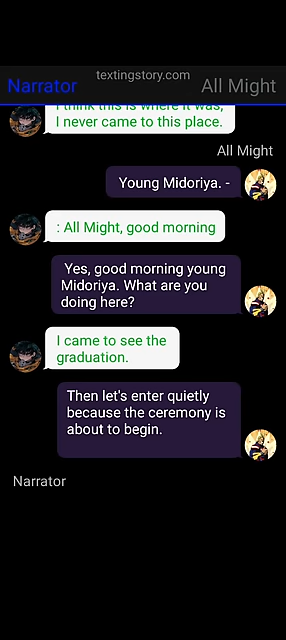 textingstory.com
Narrator
All Might
I think this is where it was,
I never came to this place.
All Might
Young Midoriya. -
: All Might, good morning
Yes, good morning young
Midoriya. What are you
doing here?
I came to see the
graduation.
Then let's enter quietly
because the ceremony is
about to begin.
Narrator